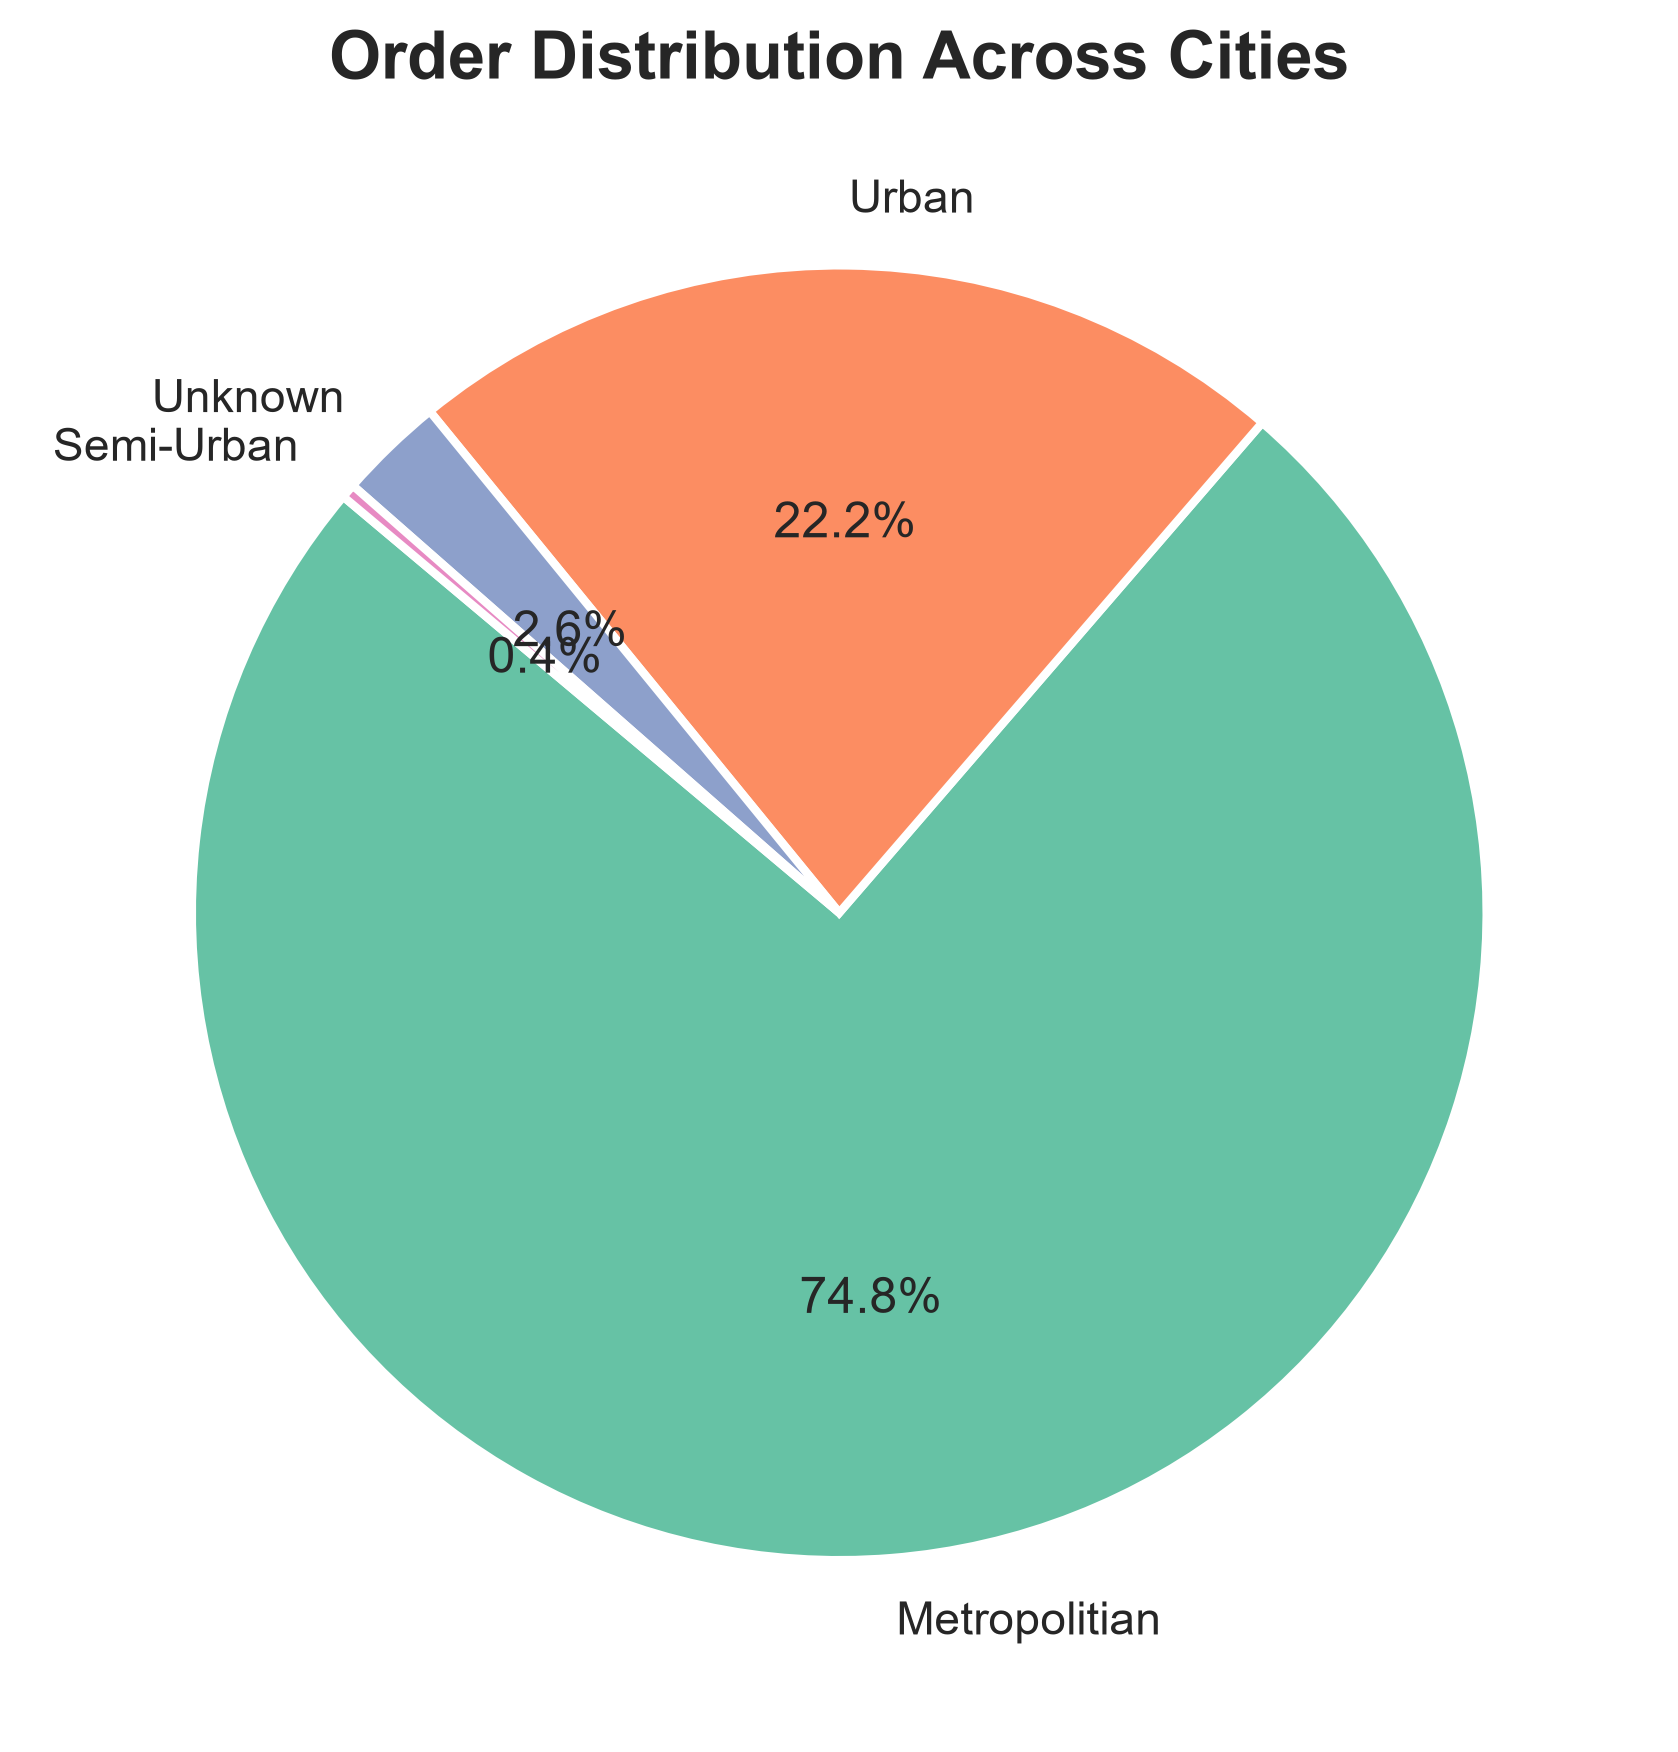 Order Distribution Across Cities
Urban
Unknown
Semi-Urban
22.2%
2.6%
0.4%
74.8%
Metropolitian